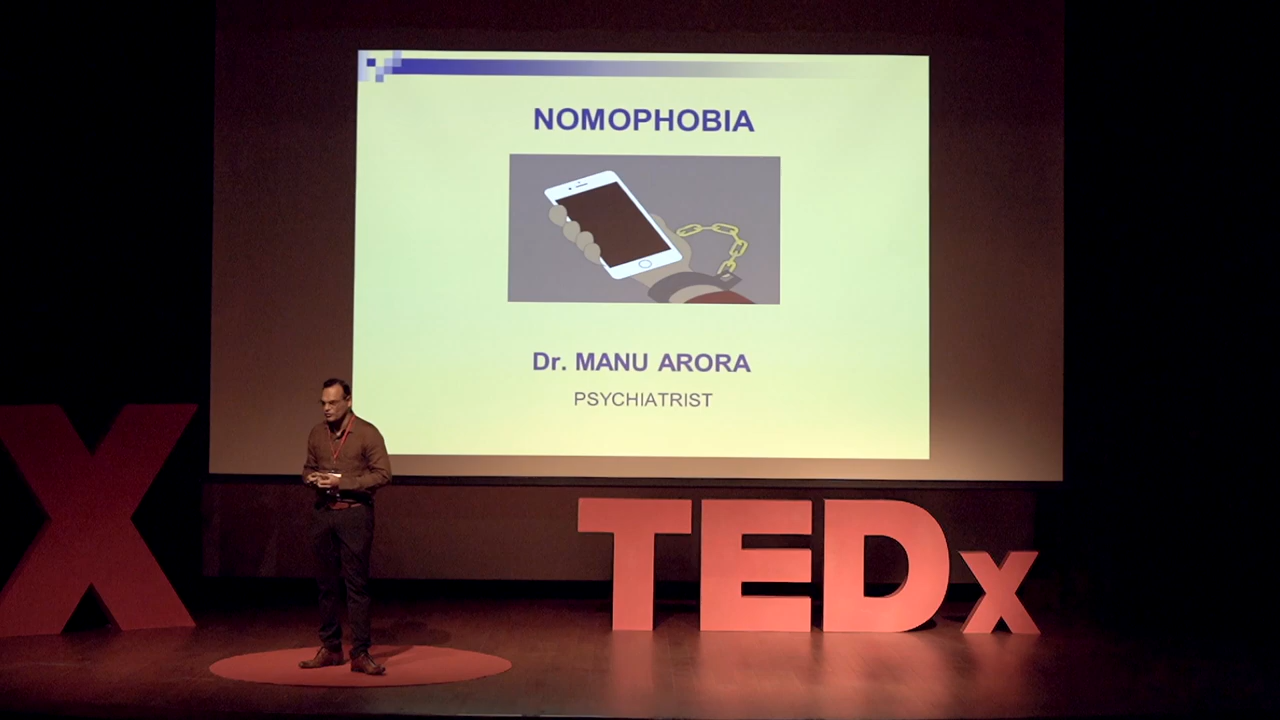 NOMOPHOBIA
Dr. MANU ARORA
PSYCHIATRIST
X
TEDx